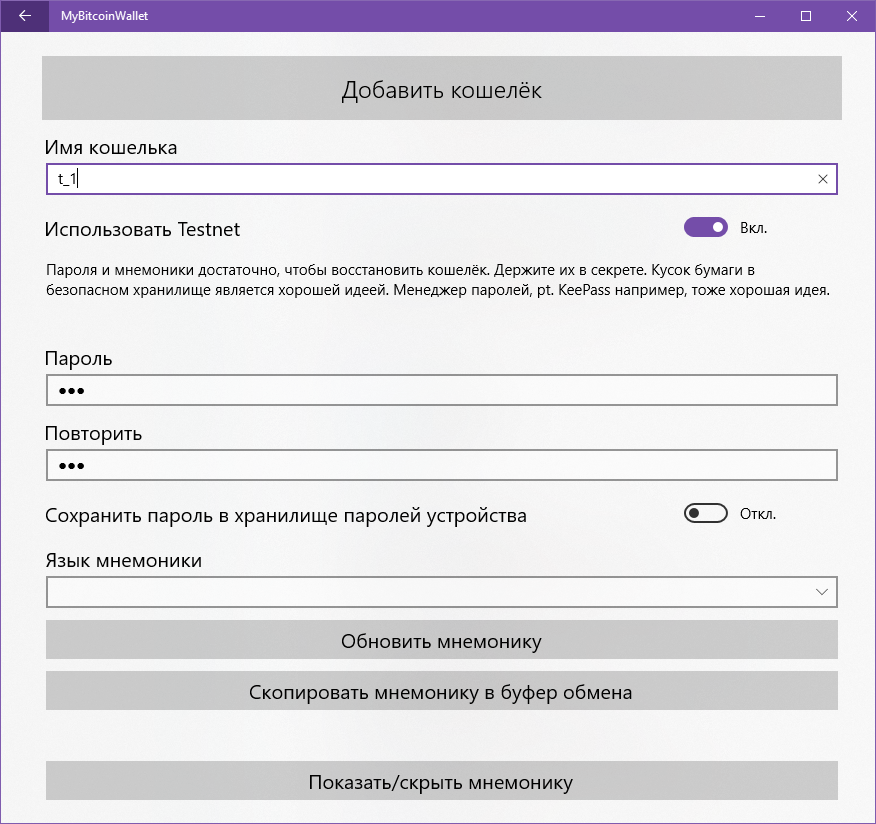 MyBitcoinWallet
Добавить кошелёк
Имя кошелька
t_1
Использовать Testnet
Вкл.
Пароля и мнемоники достаточно, чтобы восстановить кошелёк. Держите их в секрете. Кусок бумаги в
безопасном хранилище является хорошей идеей. Менеджер паролей, pt. KeePass например, тоже хорошая идея.
Пароль
●●●
Повторить
●●●
Сохранить пароль в хранилище паролей устройства
Откл.
Язык мнемоники
Обновить мнемонику
Скопировать мнемонику в буфер обмена
Показать/скрыть мнемонику